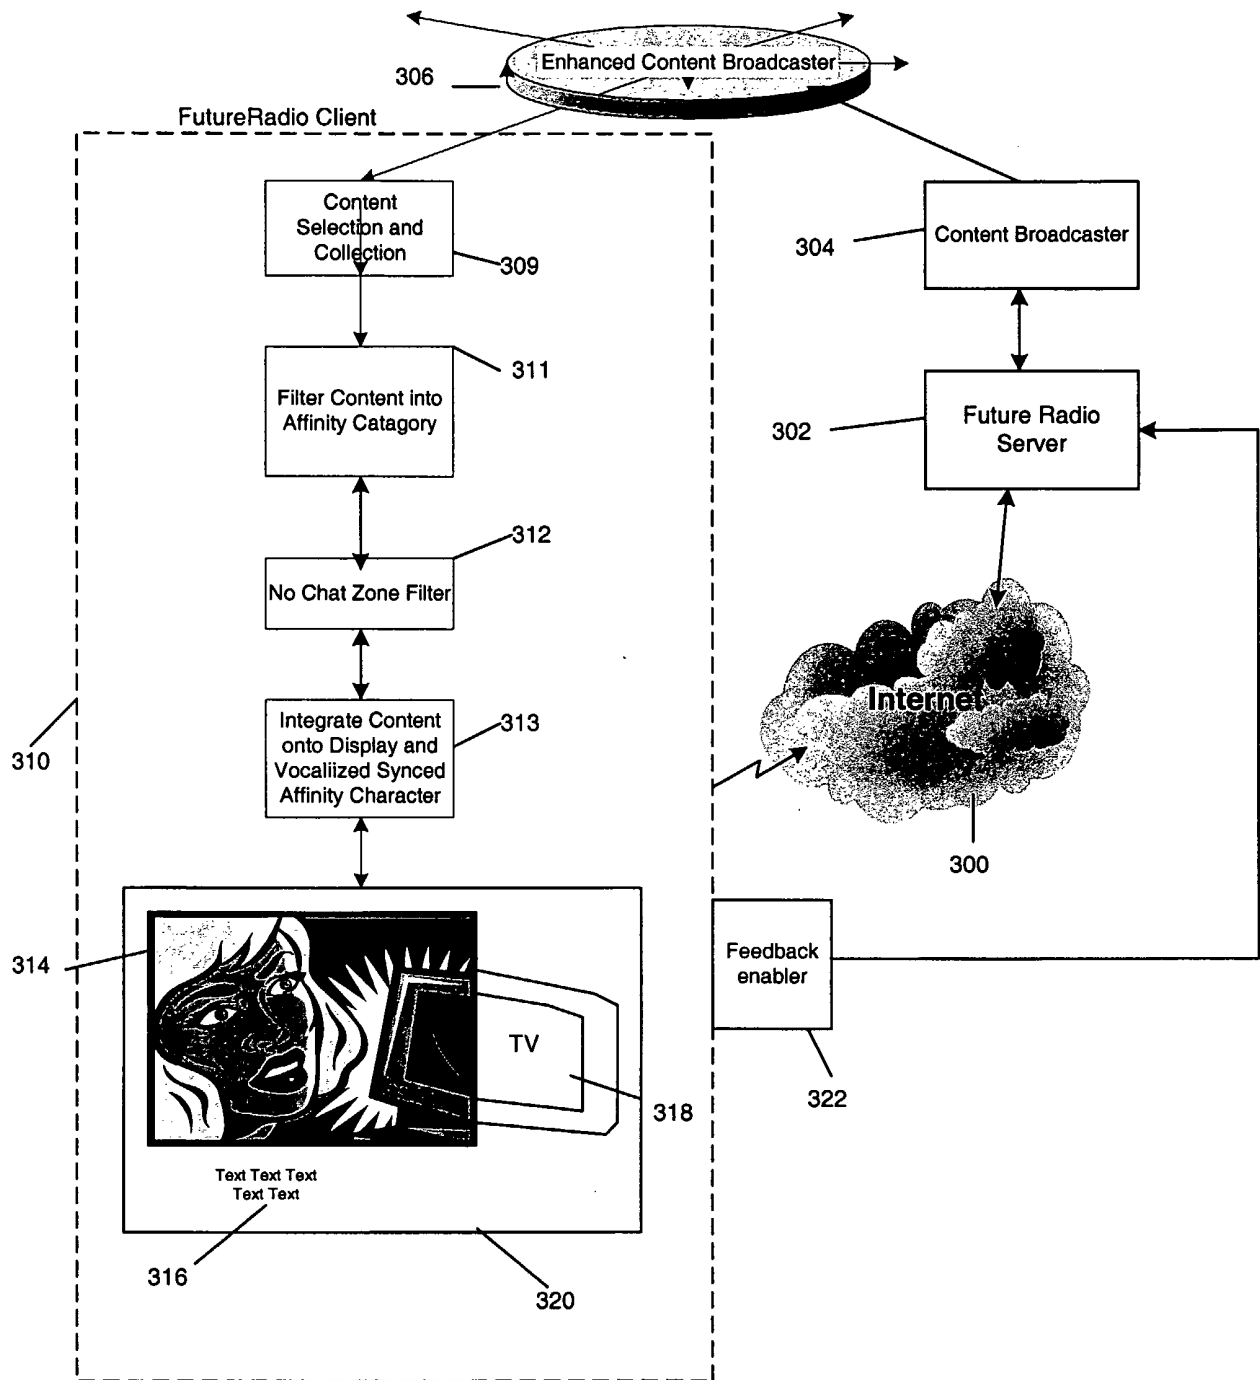 Enhanced Content Broadcaster
306
FutureRadio Client
Content
Selection and
Collection
309
304
Content Broadcaster
311
Filter Content into
Affinity Catagory
302
Future Radio
Server
312
No Chat Zone Filter
Internet
310
Integrate Content
onto Display and
Vocaliized Synced
Affinity Character
313
300
314
Feedback
enabler
TV
318
322
Text Text Text
Text Text
316
320